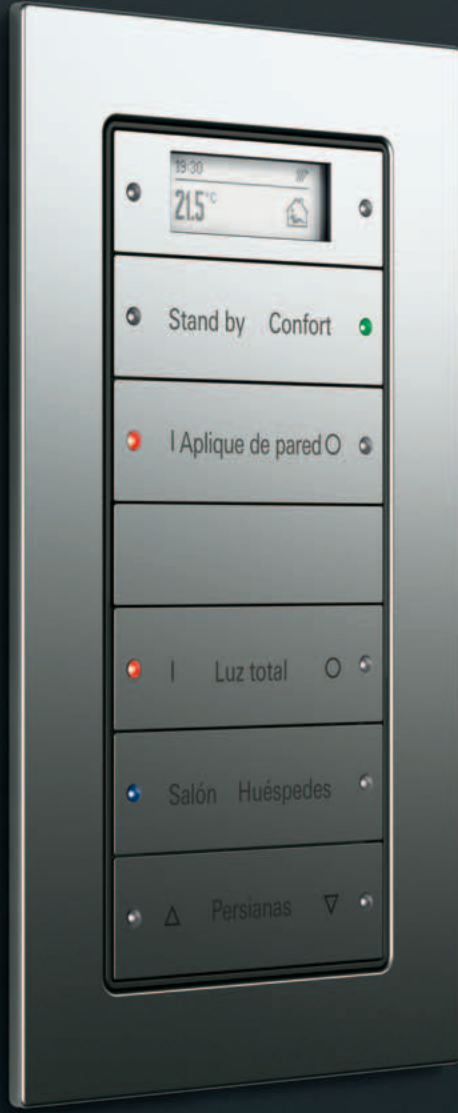 19:30
21.5°C
Stand by Confort
I Aplique de pared O
I Luz total O
Salón Huéspedes
△ Persianas ▽